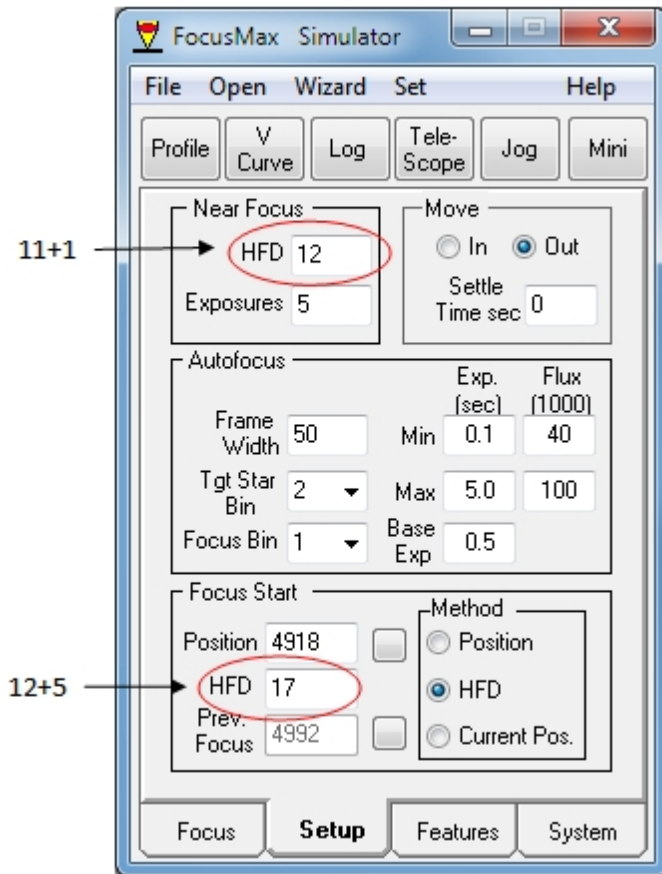 FocusMax Simulator
File Open Wizard Set Help
Profile
V
Curve
Log
Tele-
Scope
Jog
Mini
Near Focus
11+1
HFD 12
Exposures 5
Move
In Out
Settle
Time sec 0
Autofocus
Exp.
(sec)
Flux
(1000)
Frame
Width 50
Min 0.1 40
Tgt Star
Bin 2
Max 5.0 100
Focus Bin 1
Base
Exp 0.5
Focus Start
Position 4918
12+5
HFD 17
Prev.
Focus 4992
Method
Position
HFD
Current Pos.
Focus Setup Features System